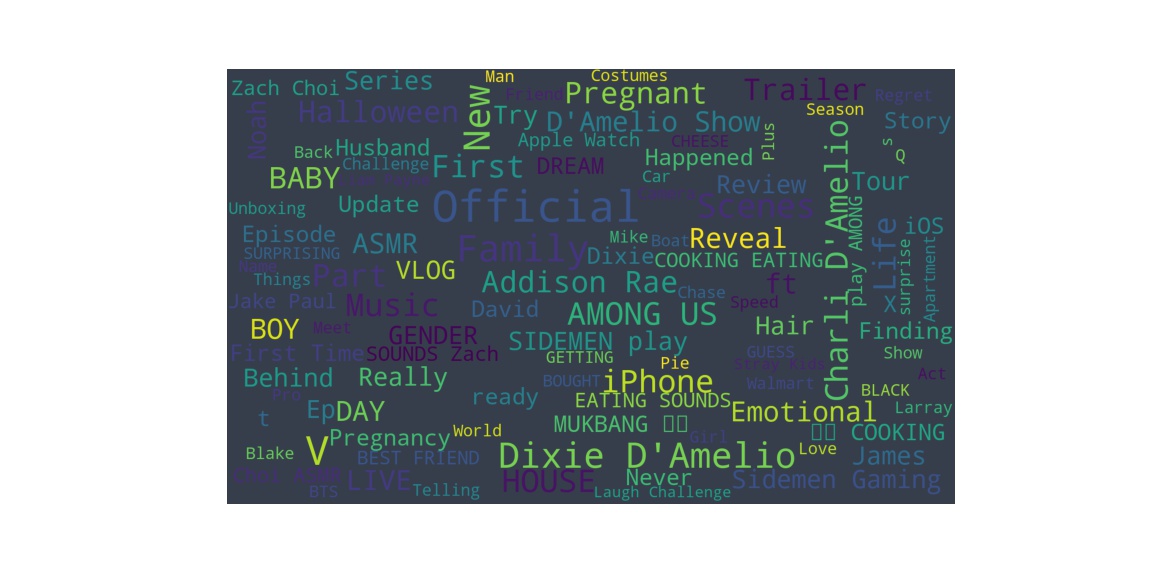 Man
Costumes
Zach Choi
Series
Friend
Pregnant
Trailer
Regret
Noah
Halloween
New
Try
D'Amelio Show
Season
Story
Apple Watch
CHEESE
Plus
s
Q
Back
Husband
Challenge
First
DREAM
Happened
BABY
Car
Review
Tour
Charli D'Amelio
Unboxing
Update
Official
Scenes
play AMONG
Life
iOS
Episode
ASMR
Family
Mike
Boat
Reveal
SURPRISING
Dixie
COOKING EATING
surprise
Apartment
Things
Part
VLOG
Addison Rae
Chase
ft
Jake Paul
Music
David
Speed
X
BOY
Meet
GENDER
AMONG US
Hair
Finding
First Time
SOUNDS Zach
SIDEMEN play
GETTING
GUESS
Show
Behind
Really
BOUGHT
iPhone
Pie
Stray Kids
Walmart
Act
Pro
BLACK
t
Ep
DAY
ready
EATING SOUNDS
Emotional
Larray
MUKBANG
V
Pregnancy
World
Girl
COOKING
Blake
BEST FRIEND
Dixie D'Amelio
Love
James
BTS
LIVE
Telling
HOUSE
Never
Laugh Challenge
Sidemen Gaming